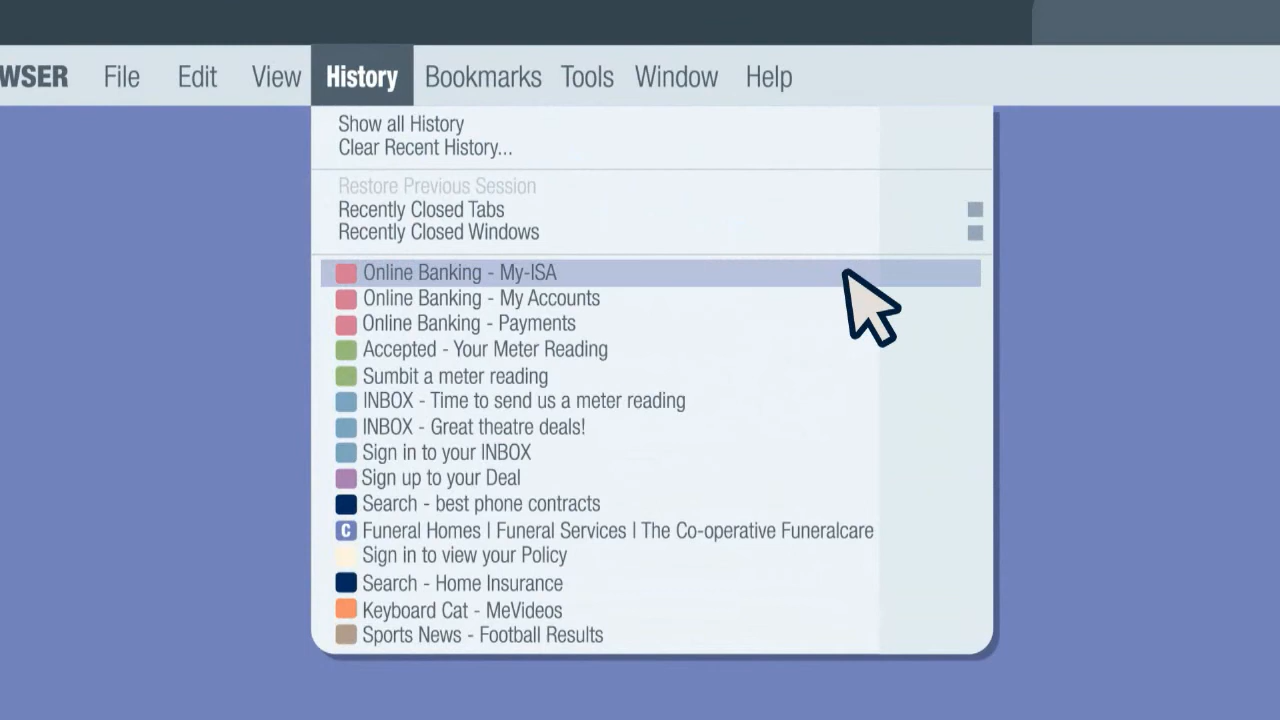 WSER File Edit View History Bookmarks Tools Window Help
Show all History
Clear Recent History...
Restore Previous Session
Recently Closed Tabs
Recently Closed Windows
Online Banking - My-ISA
Online Banking - My Accounts
Online Banking - Payments
Accepted - Your Meter Reading
Sumbit a meter reading
INBOX - Time to send us a meter reading
INBOX - Great theatre deals!
Sign in to your INBOX
Sign up to your Deal
Search - best phone contracts
C Funeral Homes | Funeral Services | The Co-operative Funeralcare
Sign in to view your Policy
Search - Home Insurance
Keyboard Cat - MeVideos
Sports News - Football Results